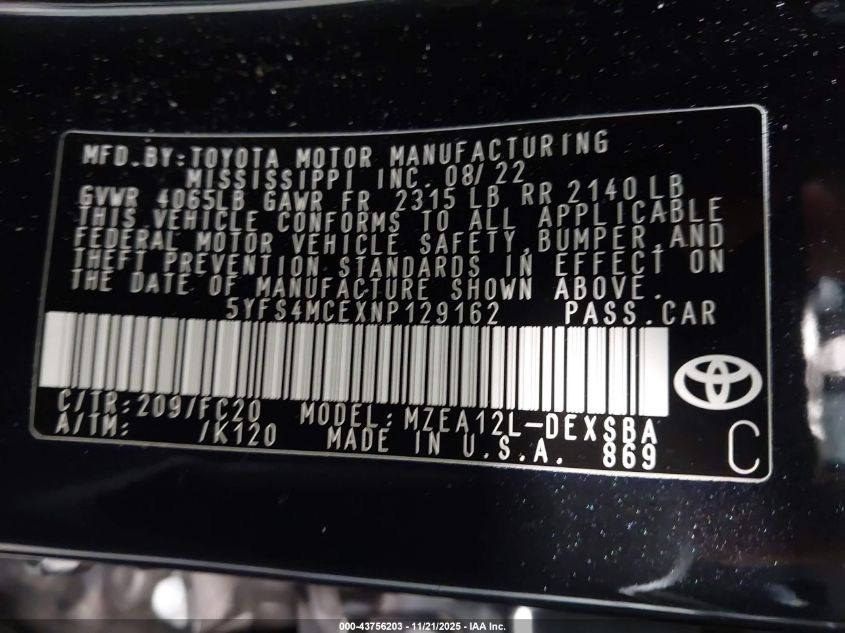 MFD.BY:TOYOTA MOTOR MANUFACTURING
MISSISSIPPI INC. 08/22
GVWR 4065LB GAWR FR 2315 LB RR 2140 LB
THIS VEHICLE CONFORMS TO ALL APPLICABLE
FEDERAL MOTOR VEHICLE SAFETY,BUMPER,AND
THEFT PREVENTION STANDARDS IN EFFECT ON
THE DATE OF MANUFACTURE SHOWN ABOVE.
5YFS4MCEXNP129162 PASS.CAR
C/TR:209/FC20 MODEL:MZEA12L-DEXSBA
A/TM: /K120 MADE IN U.S.A. 869
C
000-43756203 — 11/21/2025 — IAA Inc.